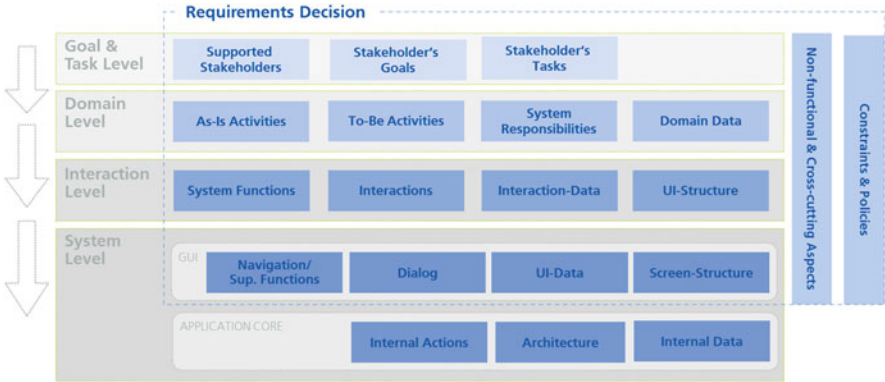 Requirements Decision
Goal &
Task Level
Supported
Stakeholders
Stakeholder's
Goals
Stakeholder's
Tasks
Domain
Level
As-Is Activities
To-Be Activities
System
Responsibilities
Domain Data
Interaction
Level
System Functions
Interactions
Interaction-Data
UI-Structure
System
Level
GUI
Navigation/
Sup. Functions
Dialog
UI-Data
Screen-Structure
APPLICATION CORE
Internal Actions
Architecture
Internal Data
Non-functional & Cross-cutting Aspects
Constraints & Policies